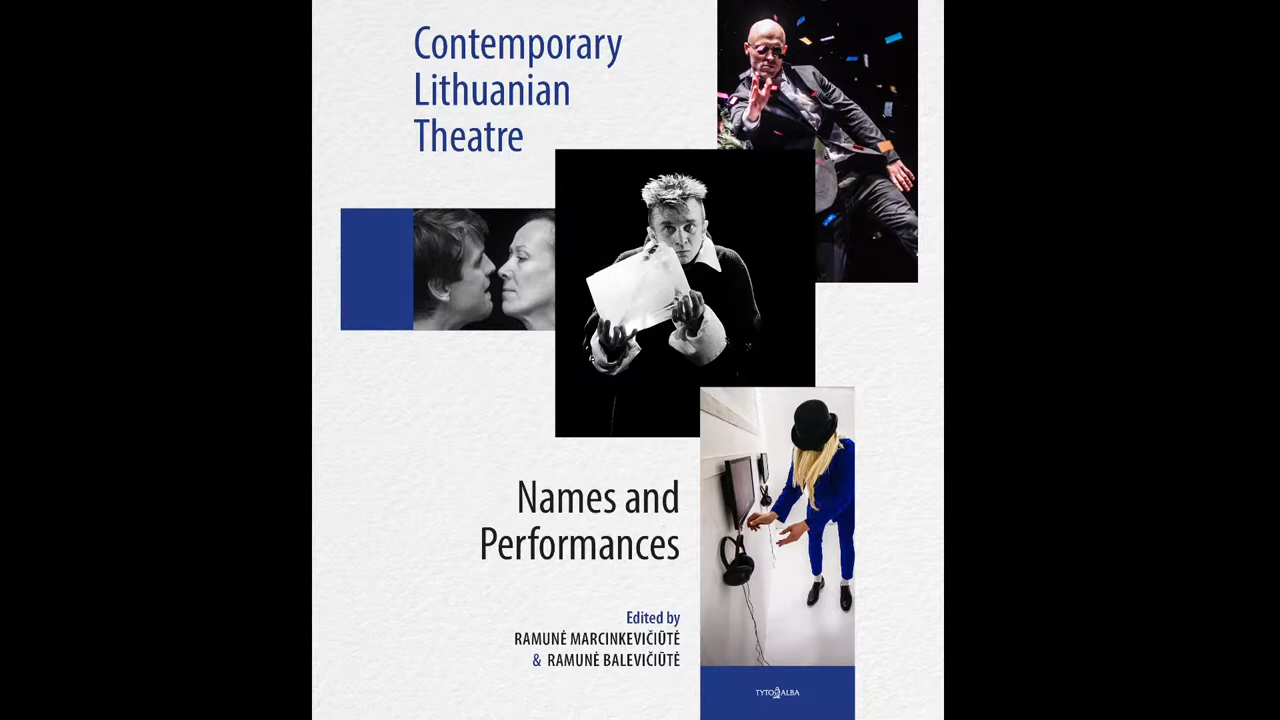 Contemporary
Lithuanian
Theatre
Names and
Performances
Edited by
RAMUNĖ MARCINKEVIČIŪTĖ
& RAMUNĖ BALEVIČIŪTĖ
TYTO ALBA